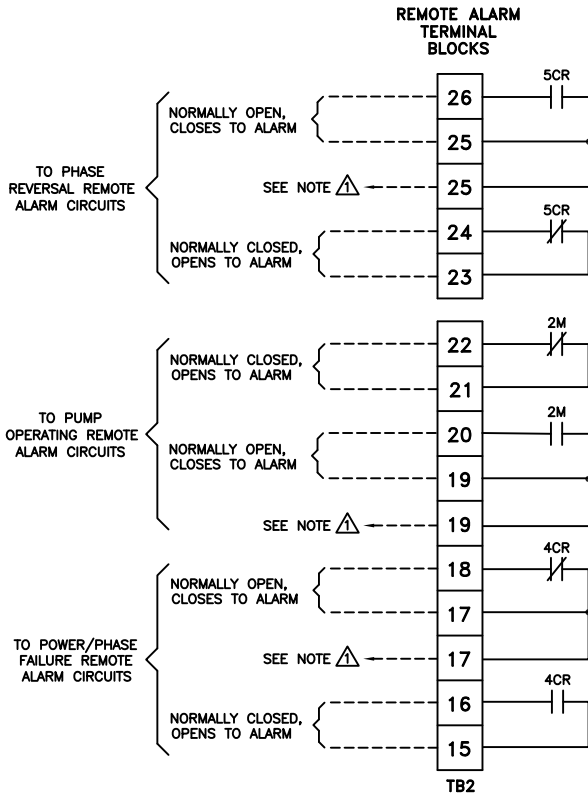 REMOTE ALARM
TERMINAL
BLOCKS
TO PHASE
REVERSAL REMOTE
ALARM CIRCUITS
NORMALLY OPEN,
CLOSES TO ALARM
26
5CR
25
SEE NOTE 1
25
NORMALLY CLOSED,
OPENS TO ALARM
24
5CR
23
TO PUMP
OPERATING REMOTE
ALARM CIRCUITS
NORMALLY CLOSED,
OPENS TO ALARM
22
2M
21
NORMALLY OPEN,
CLOSES TO ALARM
20
2M
19
SEE NOTE 1
19
TO POWER/PHASE
FAILURE REMOTE
ALARM CIRCUITS
NORMALLY OPEN,
CLOSES TO ALARM
18
4CR
17
SEE NOTE 1
17
NORMALLY CLOSED,
OPENS TO ALARM
16
4CR
15
TB2